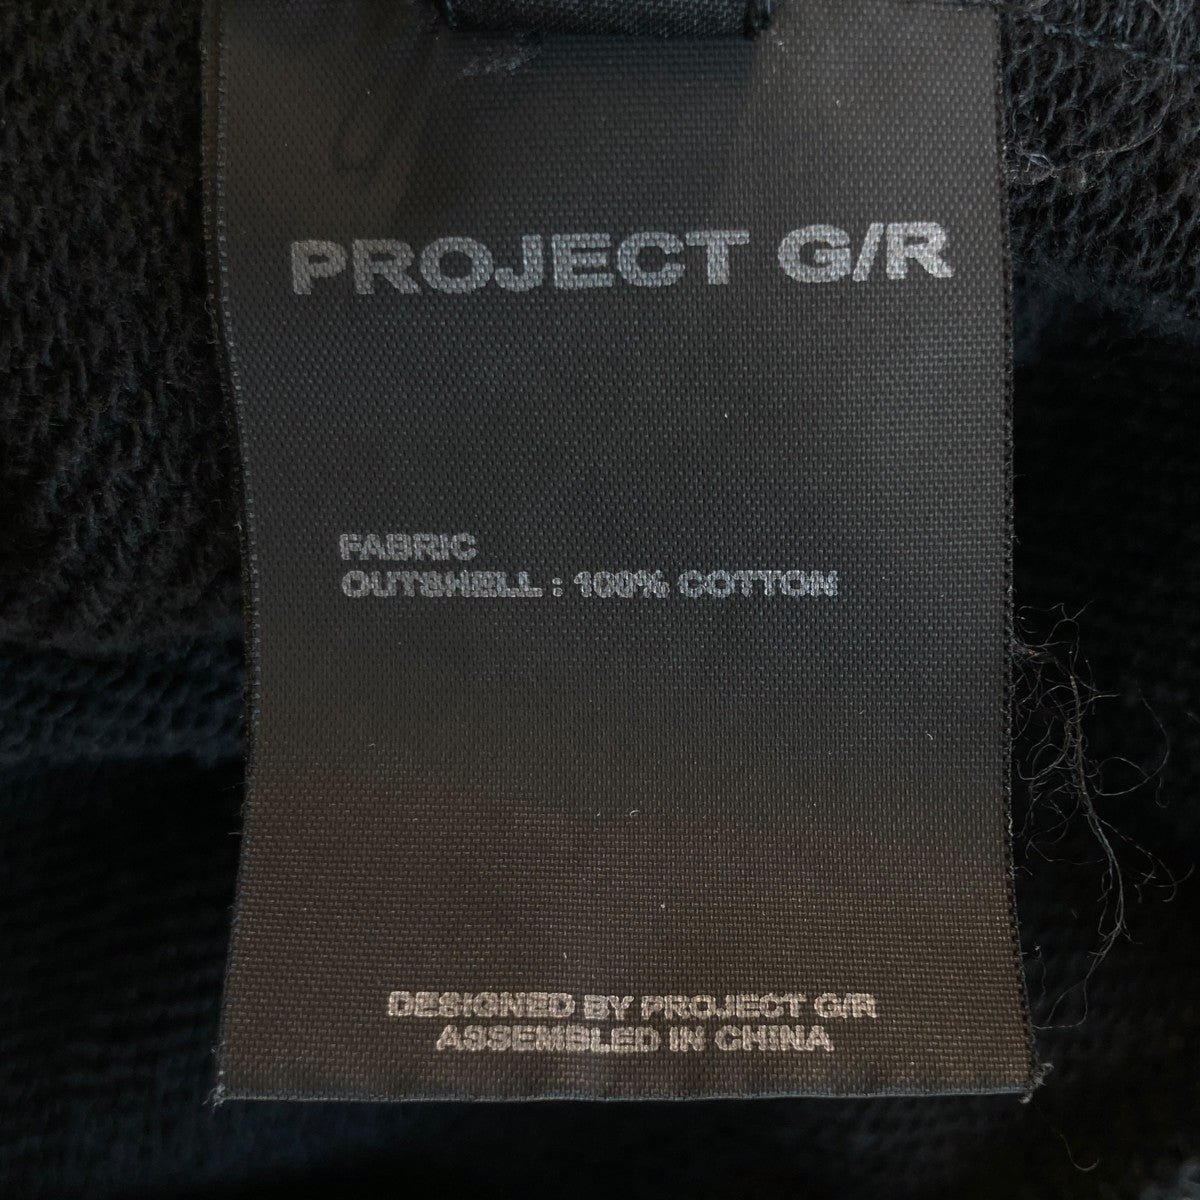 PROJECT G/R
FABRIC
OUTSHELL : 100% COTTON
DESIGNED BY PROJECT G/R
ASSEMBLED IN CHINA